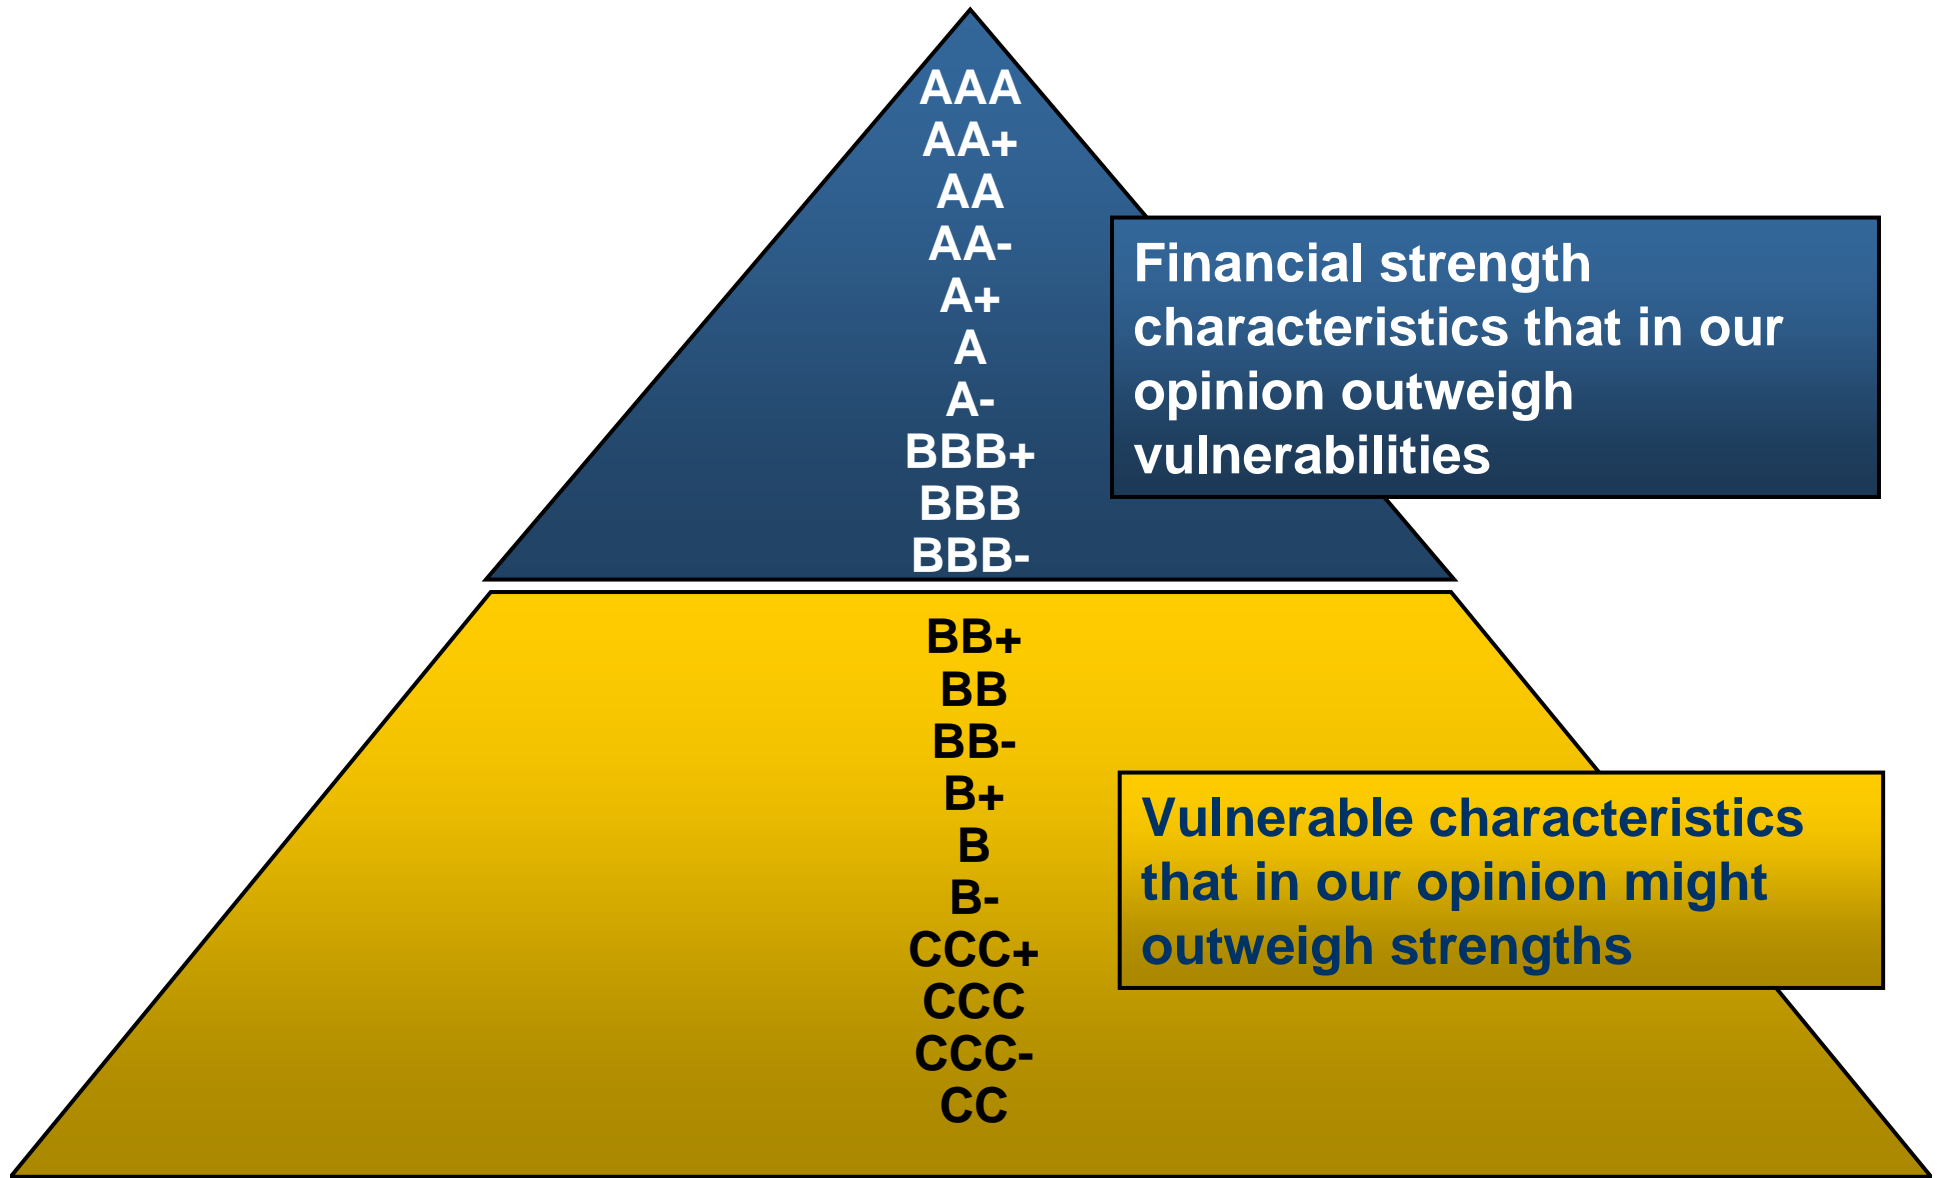 AAA
AA+
AA
AA-
A+
A
A-
BBB+
BBB
BBB-
Financial strength
characteristics that in our
opinion outweigh
vulnerabilities
BB+
BB
BB-
B+
B
B-
CCC+
CCC
CCC-
CC
Vulnerable characteristics
that in our opinion might
outweigh strengths